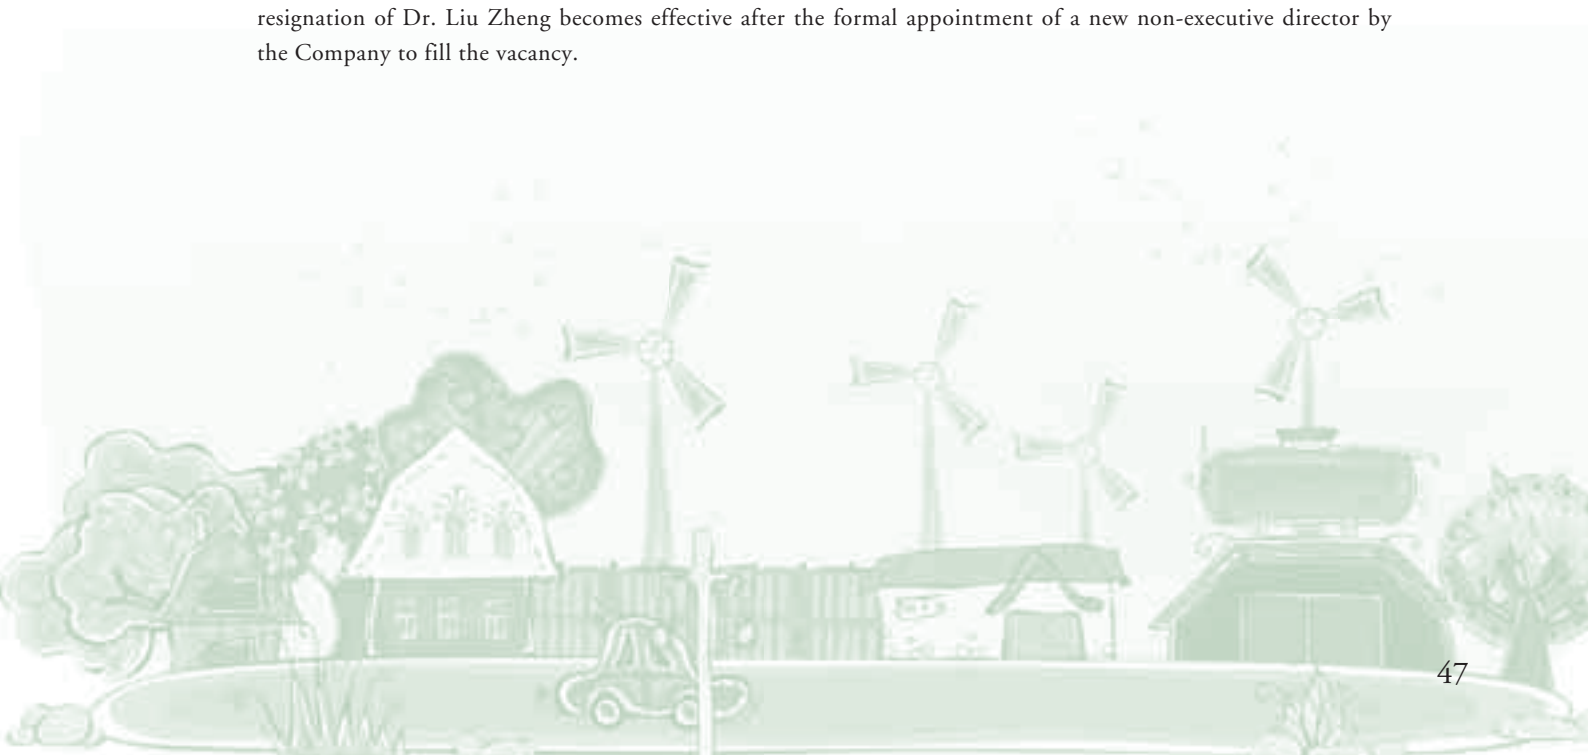 resignation of Dr. Liu Zheng becomes effective after the formal appointment of a new non-executive director by
the Company to fill the vacancy.
47